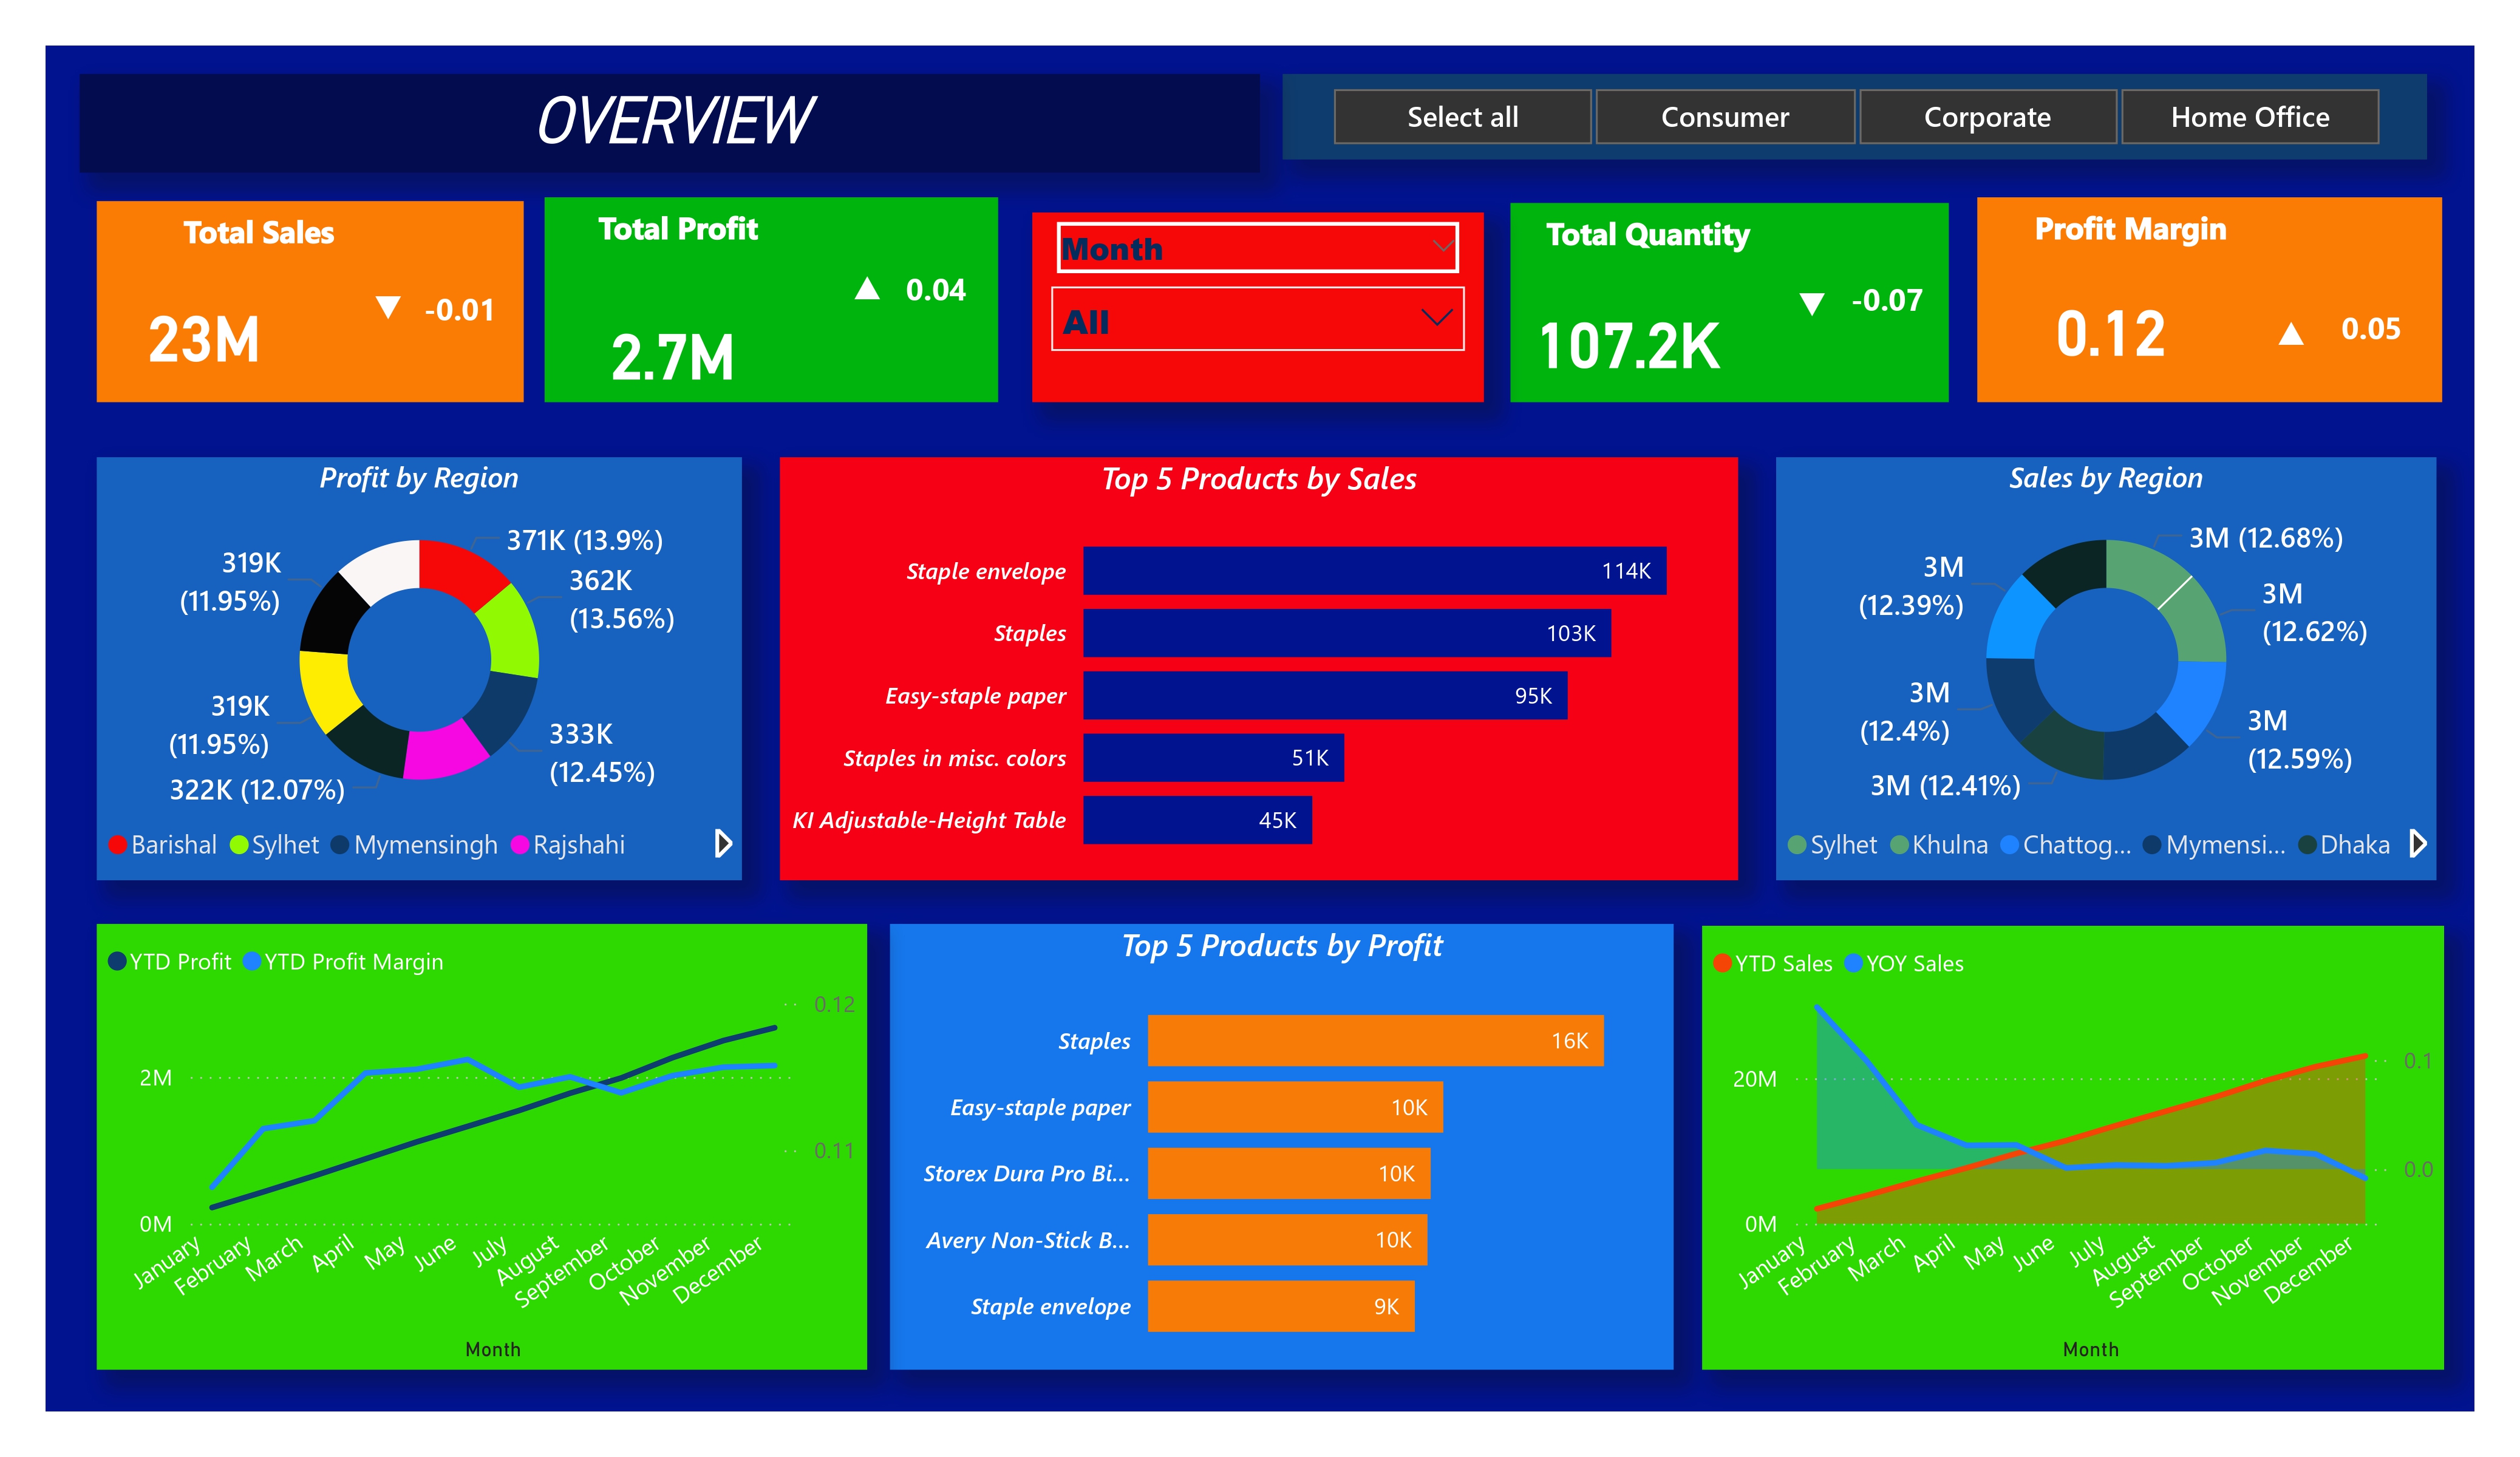 OVERVIEW
Select all
Consumer
Corporate
Home Office
Total Sales
23M
-0.01
Total Profit
2.7M
0.04
Month
All
Total Quantity
107.2K
-0.07
Profit Margin
0.12
0.05
Profit by Region
371K (13.9%)
362K
(13.56%)
333K
(12.45%)
322K (12.07%)
319K
(11.95%)
319K
(11.95%)
Barishal
Sylhet
Mymensingh
Rajshahi
Top 5 Products by Sales
Staple envelope
114K
Staples
103K
Easy-staple paper
95K
Staples in misc. colors
51K
KI Adjustable-Height Table
45K
Sales by Region
3M (12.68%)
3M
(12.62%)
3M
(12.59%)
3M (12.41%)
3M
(12.4%)
3M
(12.39%)
Sylhet
Khulna
Chattog...
Mymensi...
Dhaka
YTD Profit
YTD Profit Margin
0.12
2M
0.11
0M
January
February
March
April
May
June
July
August
September
October
November
December
Month
Top 5 Products by Profit
Staples
16K
Easy-staple paper
10K
Storex Dura Pro Bi...
10K
Avery Non-Stick B...
10K
Staple envelope
9K
YTD Sales
YOY Sales
0.1
20M
0.0
0M
January
February
March
April
May
June
July
August
September
October
November
December
Month